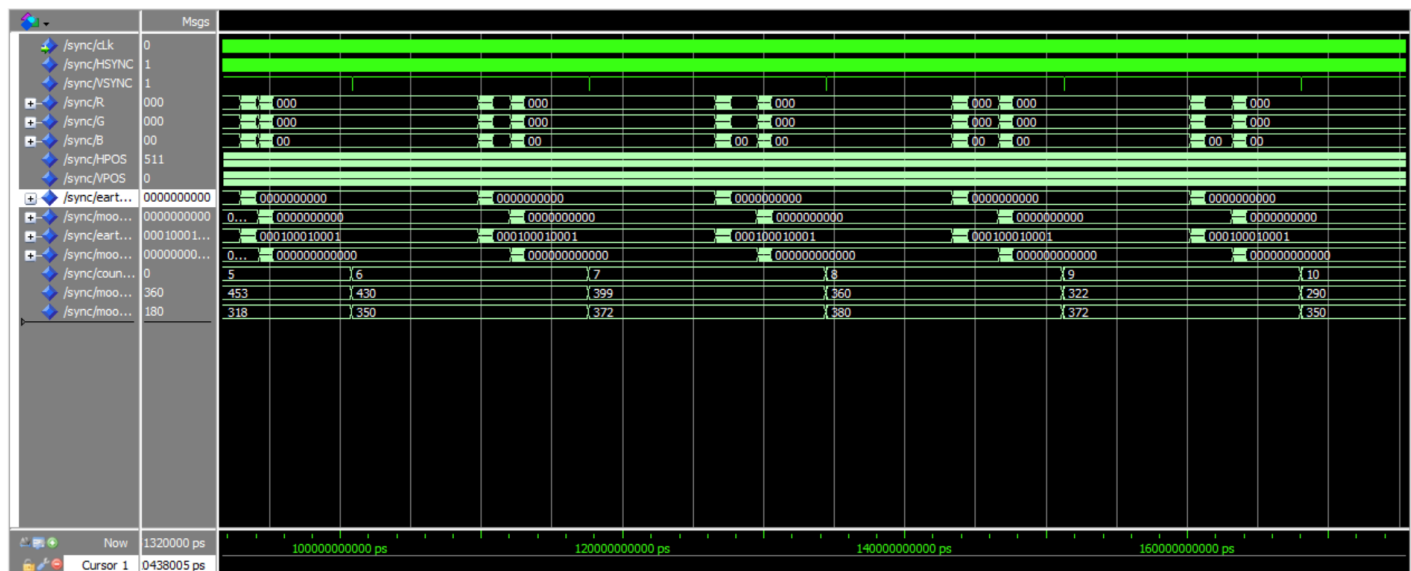 Msgs
/sync/cLk 0
/sync/HSYNC 1
/sync/VSYNC 1
/sync/R 000 000 000 000 000 000 000
/sync/G 000 000 000 000 000 000 000
/sync/B 00 00 00 00 00 00 00 00 00
/sync/HPOS 511
/sync/VPOS 0
/sync/eart... 0000000000 0000000000 0000000000 0000000000 0000000000 0000000000
/sync/moo... 0000000000 0... 0000000000 0000000000 0000000000 0000000000 0000000000
/sync/eart... 00010001... 000100010001 000100010001 000100010001 000100010001 000100010001
/sync/moo... 00000000... 0... 000000000000 000000000000 000000000000 000000000000 000000000000
/sync/coun... 0 5 6 7 8 9 10
/sync/moo... 360 453 430 399 360 322 290
/sync/moo... 180 318 350 372 380 372 350
Now 1320000 ps 100000000000 ps 120000000000 ps 140000000000 ps 160000000000 ps
Cursor 1 0438005 ps